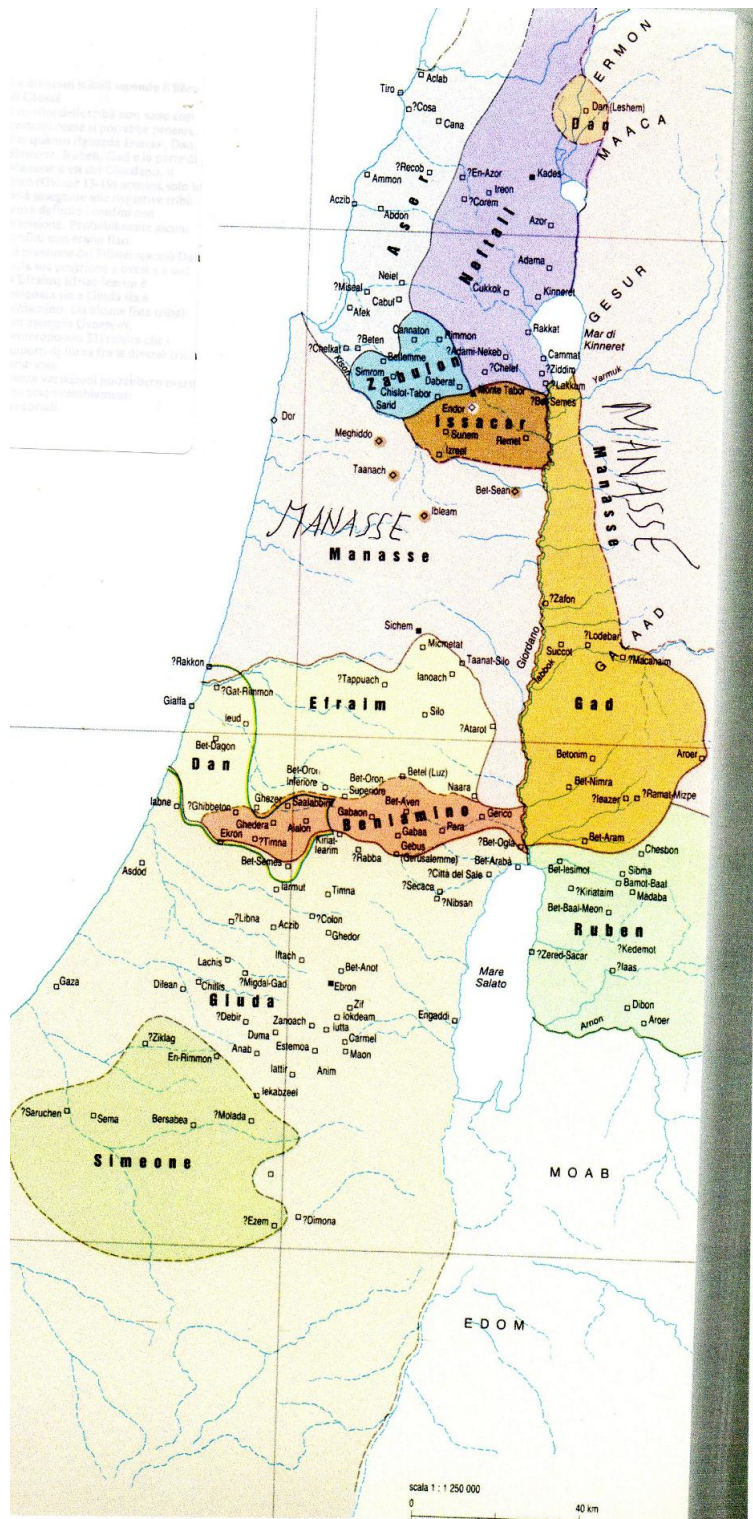 ERMON
Aclab
Tiro
?Cosa
Cana
Dan (Leshem)
Dan
MAACA
?Recob
Ammon
?En-Azor
Kades
Ireon
?Corem
Aczib
Abdon
Aser
Azor
Neftali
Adama
Neiel
?Miseal
Cabul
Cukkok
Kinneret
GESUR
Afek
Cannaton
Rimmon
Rakkat
Mar di
Kinneret
?Chelkat
?Beten
Betlemme
?Adami-Nekeb
Cammat
Simrom
?Chelef
?Ziddim
Zabulon
Yarmuk
Daberat
Monte Tabor
?Lakkum
Chislot-Tabor
Sarid
?Bet-Semes
Endor
Dor
Issacar
Sunem
Remet
Meghiddo
Izreel
Taanach
Bet-Sean
MANASSE
Manasse
Ibleam
MANASSE
Manasse
?Zafon
Sichem
Micmetat
Giordano
Iabbok
Succot
?Lodebar
GALAAD
?Macanaim
?Rakkon
Taanat-Silo
?Tappuach
Ianoach
?Gat-Rimmon
Efraim
Gad
Giaffa
Ieud
Silo
?Atarot
Bet-Dagon
Betonim
Aroer
Dan
Bet-Oron
Inferiore
Bet-Oron
Superiore
Betel (Luz)
Naara
Bet-Nimra
Ieazer
?Ramat-Mizpe
Iabne
?Ghibbeton
Ghezer
Saalabbin
Bet-Aven
Gabaon
Beniamino
Gerico
Ghedera
Aialon
Gabaa
Para
Ekron
?Timna
Kiriat-
Iearim
Gebus
(Gerusalemme)
?Bet-Ogla
Bet-Aram
?Rabba
Chesbon
Asdod
Bet-Semes
?Città del Sale
Bet-Araba
Bet-Iesimot
Sibma
Iarmut
Timna
?Secaca
?Nibsan
?Kiriataim
Bamot-Baal
Madaba
?Libna
Aczib
?Colon
Ghedor
Bet-Baal-Meon
Ruben
Lachis
Iftach
?Zered-Sacar
?Kedemot
?Iaas
Gaza
Dilean
Chillis
?Migdal-Gad
Bet-Anot
Ebron
Mare
Salato
Giuda
Zif
Iokdeam
Dibon
?Debir
Zanoach
Iutta
Engaddi
Arnon
Aroer
?Ziklag
Duma
Carmel
Estemoa
Maon
En-Rimmon
Anab
Iattir
Anim
Iekabzeel
?Saruchen
Sema
Bersabea
?Molada
Simeone
MOAB
?Ezem
?Dimona
EDOM
scala 1 : 1 250 000
0
40 km